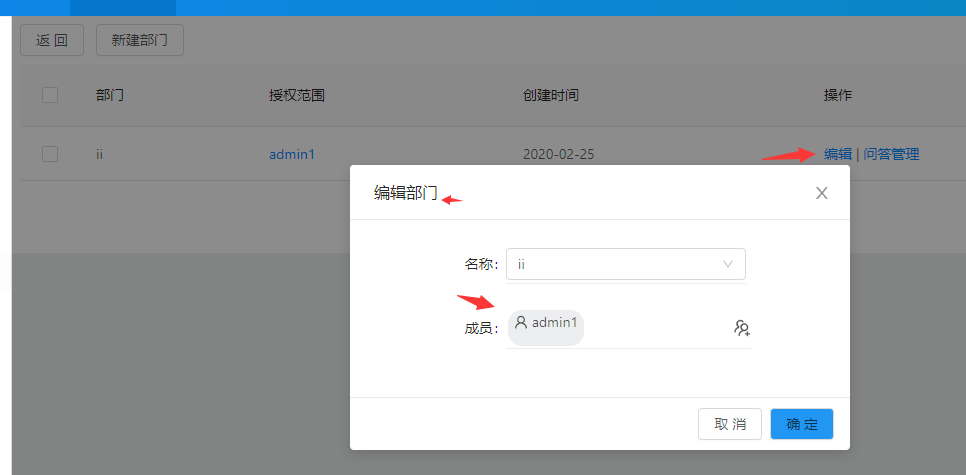 返 回 新建部门
部门 授权范围 创建时间 操作
ii admin1 2020-02-25 编辑 | 问答管理
编辑部门
名称: ii
成员: admin1
取 消 确 定